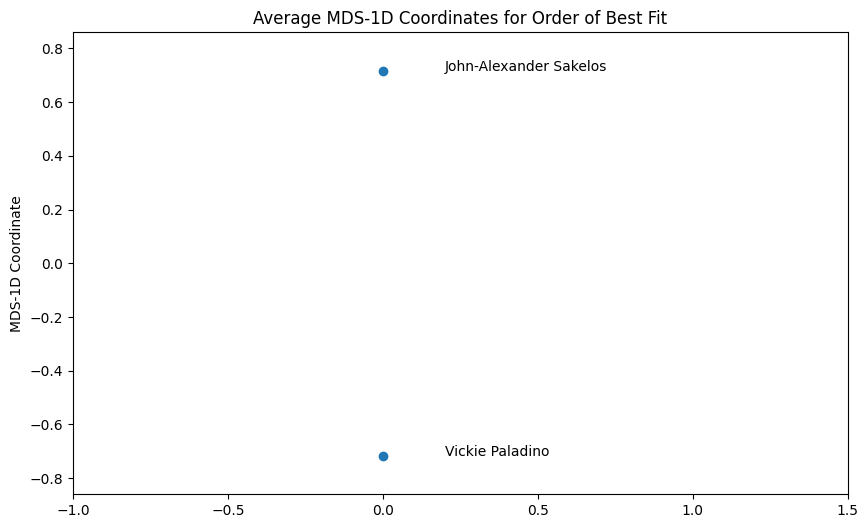 Average MDS-1D Coordinates for Order of Best Fit
0.8
John-Alexander Sakelos
0.6
0.4
0.2
MDS-1D Coordinate
0.0
−0.2
−0.4
−0.6
Vickie Paladino
−0.8
−1.0 −0.5 0.0 0.5 1.0 1.5